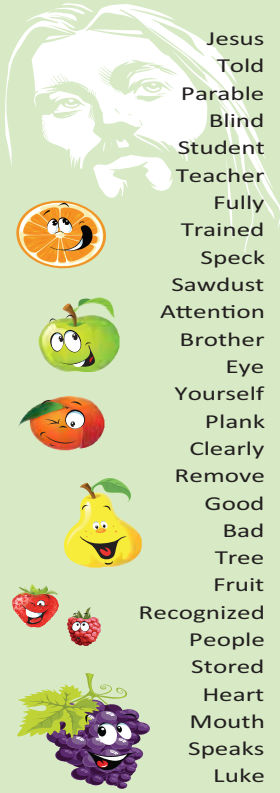 Jesus
Told
Parable
Blind
Student
Teacher
Fully
Trained
Speck
Sawdust
Attention
Brother
Eye
Yourself
Plank
Clearly
Remove
Good
Bad
Tree
Fruit
Recognized
People
Stored
Heart
Mouth
Speaks
Luke